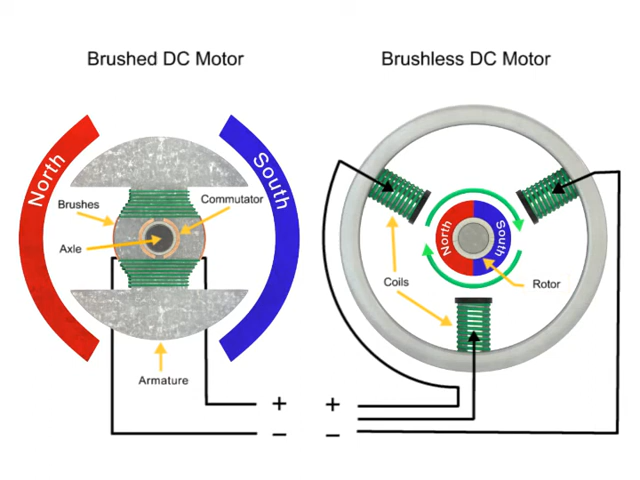 Brushed DC Motor
Brushless DC Motor
North
South
Brushes
Commutator
Axle
Armature
+
−
North
South
Coils
Rotor
+
−